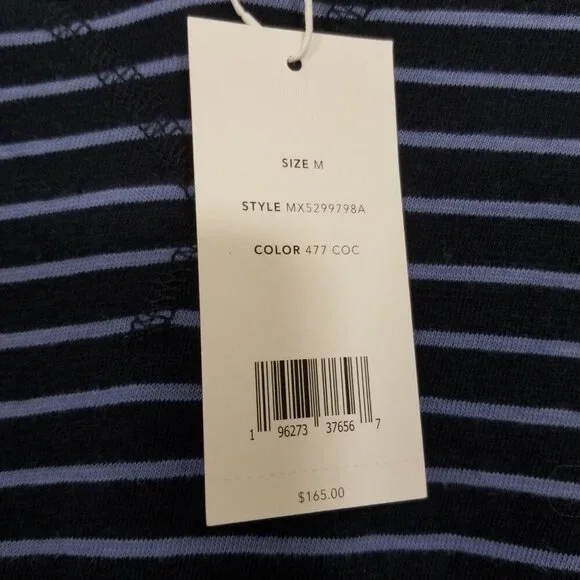 SIZE M
STYLE MX5299798A
COLOR 477 COC
1 96273 37656 7
$165.00